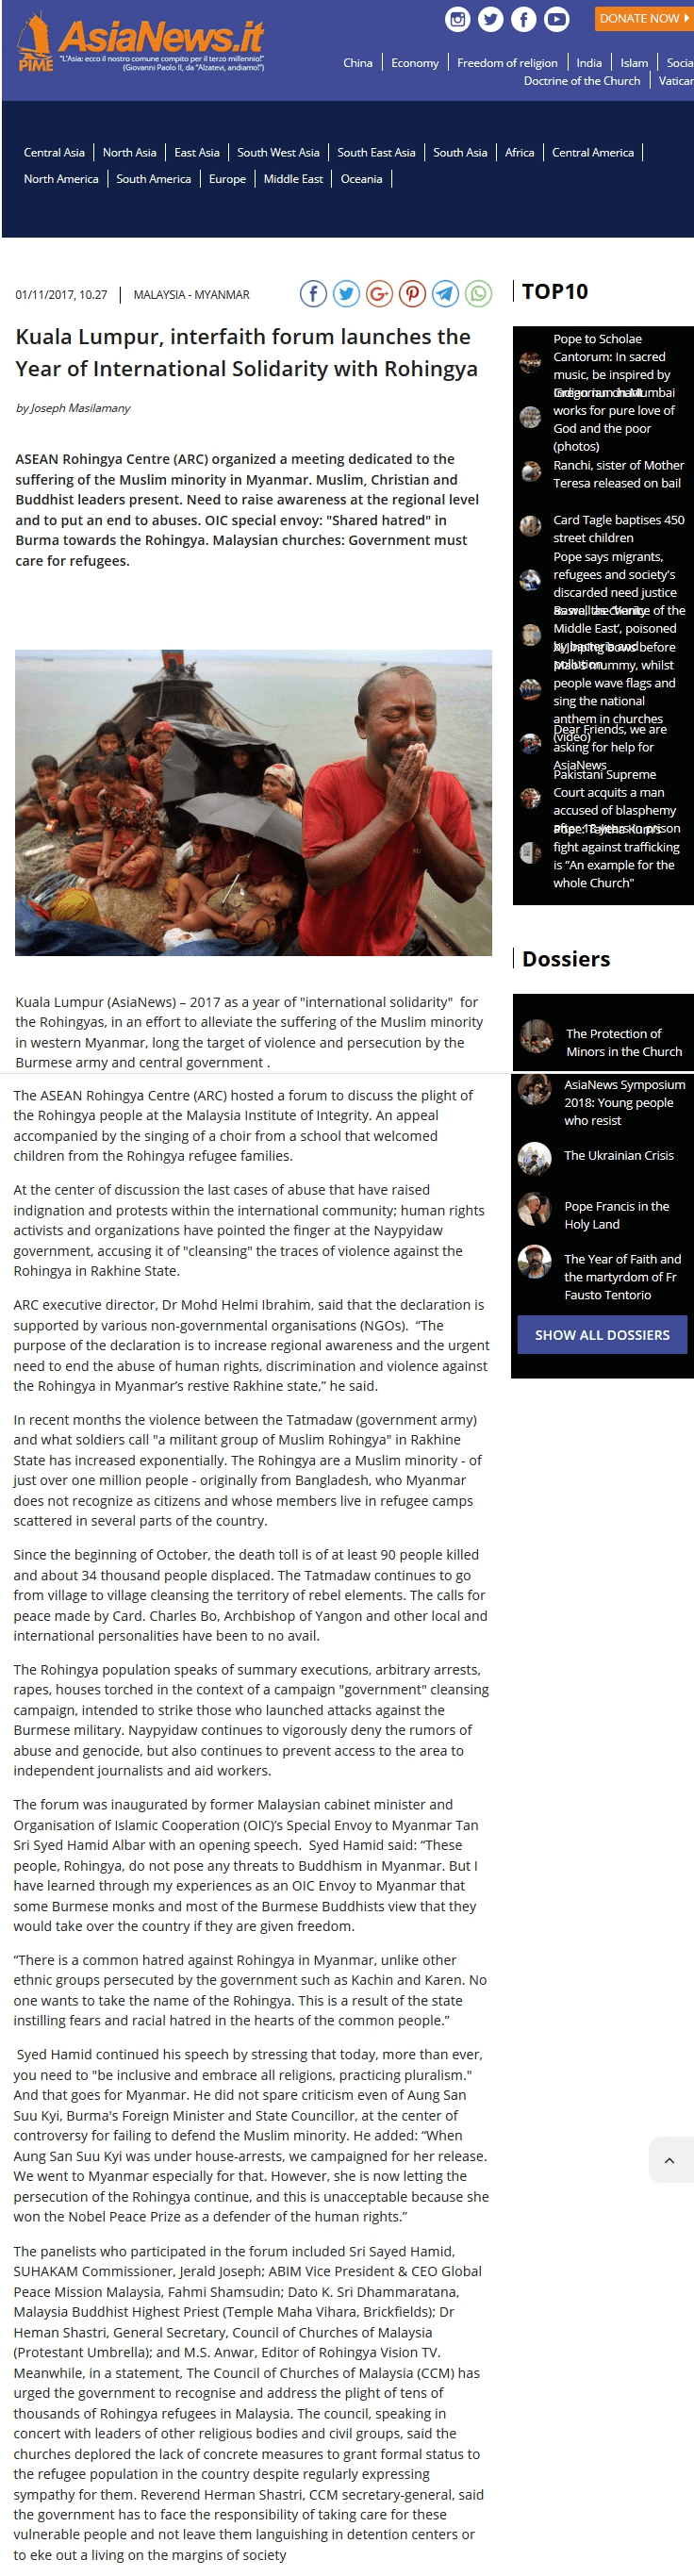 AsiaNews.it
PIME
"L'Asia: ecco il nostro comune compito per il terzo millennio!"
(Giovanni Paolo II, da "Alzatevi, andiamo!")
DONATE NOW
China | Economy | Freedom of religion | India | Islam | Socia
Doctrine of the Church | Vatican
Central Asia | North Asia | East Asia | South West Asia | South East Asia | South Asia | Africa | Central America |
North America | South America | Europe | Middle East | Oceania |
01/11/2017, 10.27 | MALAYSIA - MYANMAR
Kuala Lumpur, interfaith forum launches the
Year of International Solidarity with Rohingya
by Joseph Masilamany
ASEAN Rohingya Centre (ARC) organized a meeting dedicated to the
suffering of the Muslim minority in Myanmar. Muslim, Christian and
Buddhist leaders present. Need to raise awareness at the regional level
and to put an end to abuses. OIC special envoy: "Shared hatred" in
Burma towards the Rohingya. Malaysian churches: Government must
care for refugees.
Kuala Lumpur (AsiaNews) – 2017 as a year of "international solidarity"  for
the Rohingyas, in an effort to alleviate the suffering of the Muslim minority
in western Myanmar, long the target of violence and persecution by the
Burmese army and central government .
The ASEAN Rohingya Centre (ARC) hosted a forum to discuss the plight of
the Rohingya people at the Malaysia Institute of Integrity. An appeal
accompanied by the singing of a choir from a school that welcomed
children from the Rohingya refugee families.
At the center of discussion the last cases of abuse that have raised
indignation and protests within the international community; human rights
activists and organizations have pointed the finger at the Naypyidaw
government, accusing it of "cleansing" the traces of violence against the
Rohingya in Rakhine State.
ARC executive director, Dr Mohd Helmi Ibrahim, said that the declaration is
supported by various non-governmental organisations (NGOs).  “The
purpose of the declaration is to increase regional awareness and the urgent
need to end the abuse of human rights, discrimination and violence against
the Rohingya in Myanmar’s restive Rakhine state,” he said.
In recent months the violence between the Tatmadaw (government army)
and what soldiers call "a militant group of Muslim Rohingya" in Rakhine
State has increased exponentially. The Rohingya are a Muslim minority - of
just over one million people - originally from Bangladesh, who Myanmar
does not recognize as citizens and whose members live in refugee camps
scattered in several parts of the country.
Since the beginning of October, the death toll is of at least 90 people killed
and about 34 thousand people displaced. The Tatmadaw continues to go
from village to village cleansing the territory of rebel elements. The calls for
peace made by Card. Charles Bo, Archbishop of Yangon and other local and
international personalities have been to no avail.
The Rohingya population speaks of summary executions, arbitrary arrests,
rapes, houses torched in the context of a campaign "government" cleansing
campaign, intended to strike those who launched attacks against the
Burmese military. Naypyidaw continues to vigorously deny the rumors of
abuse and genocide, but also continues to prevent access to the area to
independent journalists and aid workers.
The forum was inaugurated by former Malaysian cabinet minister and
Organisation of Islamic Cooperation (OIC)’s Special Envoy to Myanmar Tan
Sri Syed Hamid Albar with an opening speech.  Syed Hamid said: “These
people, Rohingya, do not pose any threats to Buddhism in Myanmar. But I
have learned through my experiences as an OIC Envoy to Myanmar that
some Burmese monks and most of the Burmese Buddhists view that they
would take over the country if they are given freedom.
“There is a common hatred against Rohingya in Myanmar, unlike other
ethnic groups persecuted by the government such as Kachin and Karen. No
one wants to take the name of the Rohingya. This is a result of the state
instilling fears and racial hatred in the hearts of the common people.”
Syed Hamid continued his speech by stressing that today, more than ever,
you need to "be inclusive and embrace all religions, practicing pluralism."
And that goes for Myanmar. He did not spare criticism even of Aung San
Suu Kyi, Burma's Foreign Minister and State Councillor, at the center of
controversy for failing to defend the Muslim minority. He added: “When
Aung San Suu Kyi was under house-arrests, we campaigned for her release.
We went to Myanmar especially for that. However, she is now letting the
persecution of the Rohingya continue, and this is unacceptable because she
won the Nobel Peace Prize as a defender of the human rights.”
The panelists who participated in the forum included Sri Sayed Hamid,
SUHAKAM Commissioner, Jerald Joseph; ABIM Vice President & CEO Global
Peace Mission Malaysia, Fahmi Shamsudin; Dato K. Sri Dhammaratana,
Malaysia Buddhist Highest Priest (Temple Maha Vihara, Brickfields); Dr
Heman Shastri, General Secretary, Council of Churches of Malaysia
(Protestant Umbrella); and M.S. Anwar, Editor of Rohingya Vision TV.
Meanwhile, in a statement, The Council of Churches of Malaysia (CCM) has
urged the government to recognise and address the plight of tens of
thousands of Rohingya refugees in Malaysia. The council, speaking in
concert with leaders of other religious bodies and civil groups, said the
churches deplored the lack of concrete measures to grant formal status to
the refugee population in the country despite regularly expressing
sympathy for them. Reverend Herman Shastri, CCM secretary-general, said
the government has to face the responsibility of taking care for these
vulnerable people and not leave them languishing in detention centers or
to eke out a living on the margins of society
TOP10
Pope to Scholae
Cantorum: In sacred
music, be inspired by
Mumbai
works for pure love of
God and the poor
(photos)
Ranchi, sister of Mother
Teresa released on bail
Card Tagle baptises 450
street children
Pope says migrants,
refugees and society's
discarded need justice
of the
Middle East’, poisoned
before
Mao's mummy, whilst
people wave flags and
sing the national
anthem in churches
(video)
Dear Friends, we are
asking for help for
AsiaNews
Pakistani Supreme
Court acquits a man
accused of blasphemy
prison
fight against trafficking
is “An example for the
whole Church"
Dossiers
The Protection of
Minors in the Church
AsiaNews Symposium
2018: Young people
who resist
The Ukrainian Crisis
Pope Francis in the
Holy Land
The Year of Faith and
the martyrdom of Fr
Fausto Tentorio
SHOW ALL DOSSIERS